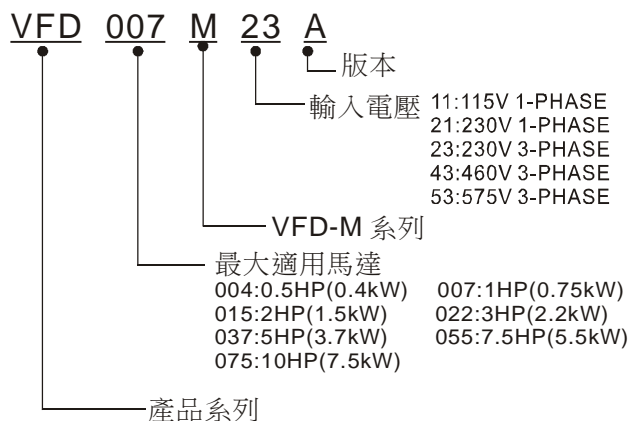 VFD 007 M 23 A
版本
輸入電壓 11:115V 1-PHASE
21:230V 1-PHASE
23:230V 3-PHASE
43:460V 3-PHASE
53:575V 3-PHASE
VFD-M 系列
最大適用馬達
004:0.5HP(0.4kW) 007:1HP(0.75kW)
015:2HP(1.5kW) 022:3HP(2.2kW)
037:5HP(3.7kW) 055:7.5HP(5.5kW)
075:10HP(7.5kW)
產品系列